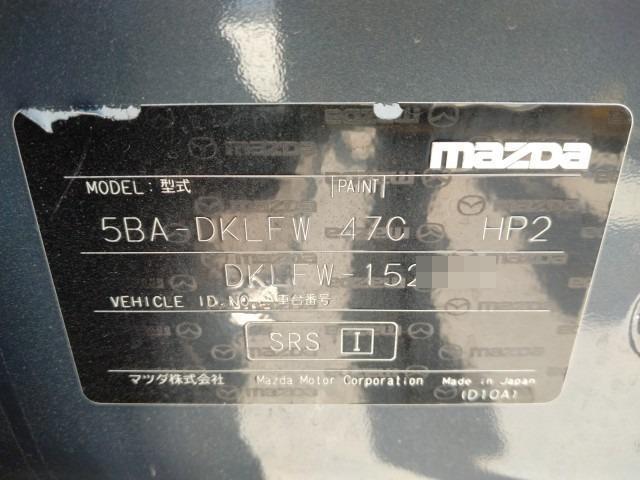 mazda
MODEL:型式 PAINT
5BA-DKLFW 47C HP2
DKLFW-152
VEHICLE ID.NO. 車台番号
SRS I
マツダ株式会社 Mazda Motor Corporation Made in Japan
(D10A)